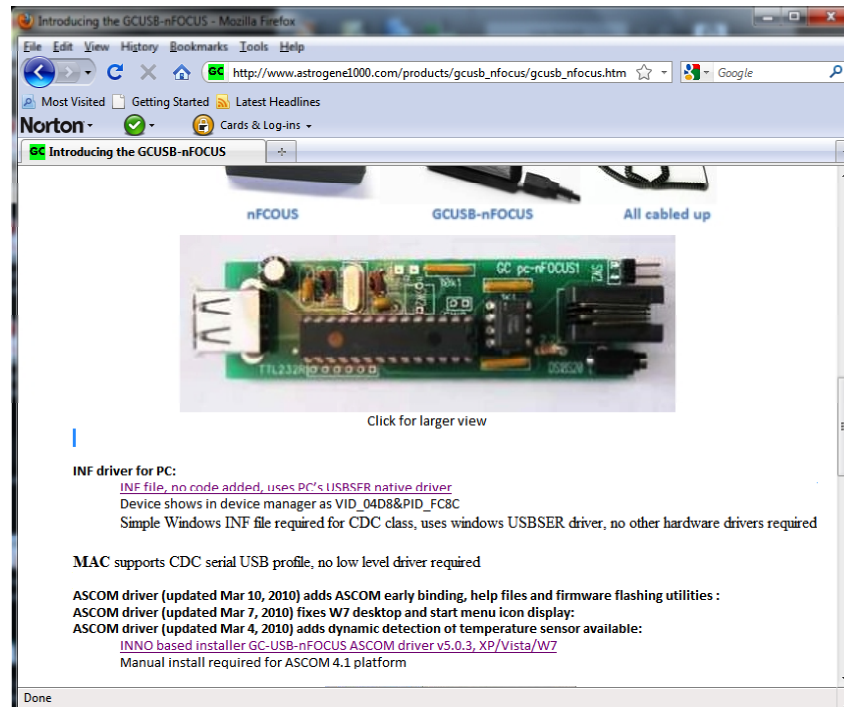 Introducing the GCUSB-nFOCUS - Mozilla Firefox
File Edit View History Bookmarks Tools Help
GC http://www.astrogene1000.com/products/gcusb_nfocus/gcusb_nfocus.htm Google
Most Visited Getting Started Latest Headlines
Norton Cards & Log-ins
GC Introducing the GCUSB-nFOCUS
nFCOUS GCUSB-nFOCUS All cabled up
GC pc-nFOCUS1
SW2
10k1
TTL232R
DS18S20
Click for larger view
INF driver for PC:
INF file, no code added, uses PC's USBSER native driver
Device shows in device manager as VID_04D8&PID_FC8C
Simple Windows INF file required for CDC class, uses windows USBSER driver, no other hardware drivers required
MAC supports CDC serial USB profile, no low level driver required
ASCOM driver (updated Mar 10, 2010) adds ASCOM early binding, help files and firmware flashing utilities :
ASCOM driver (updated Mar 7, 2010) fixes W7 desktop and start menu icon display:
ASCOM driver (updated Mar 4, 2010) adds dynamic detection of temperature sensor available:
INNO based installer GC-USB-nFOCUS ASCOM driver v5.0.3, XP/Vista/W7
Manual install required for ASCOM 4.1 platform
Done